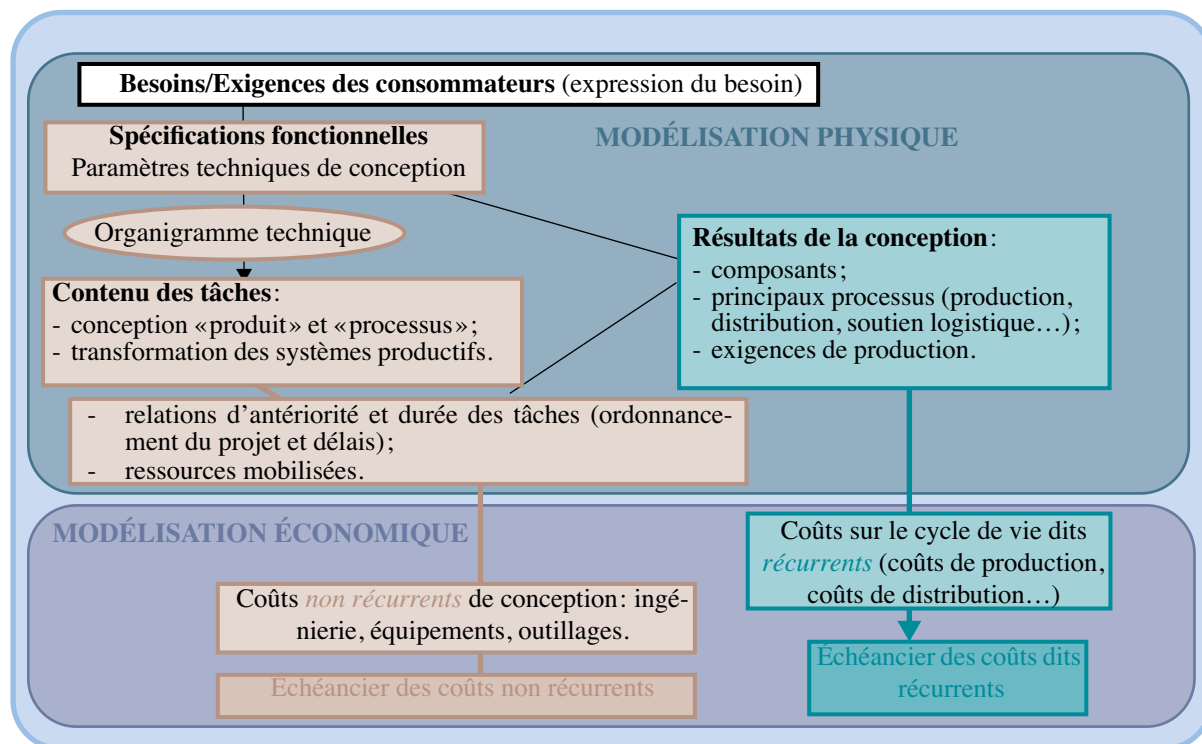 Besoins/Exigences des consommateurs (expression du besoin)
MODÉLISATION PHYSIQUE
Spécifications fonctionnelles
Paramètres techniques de conception
Organigramme technique
Contenu des tâches :
- conception « produit » et « processus » ;
- transformation des systèmes productifs.
Résultats de la conception :
- composants ;
- principaux processus (production,
distribution, soutien logistique…) ;
- exigences de production.
- relations d’antériorité et durée des tâches (ordonnance-
ment du projet et délais) ;
- ressources mobilisées.
MODÉLISATION ÉCONOMIQUE
Coûts sur le cycle de vie dits
récurrents (coûts de production,
coûts de distribution…)
Coûts non récurrents de conception : ingé-
nierie, équipements, outillages.
Echéancier des coûts non récurrents
Échéancier des coûts dits
récurrents